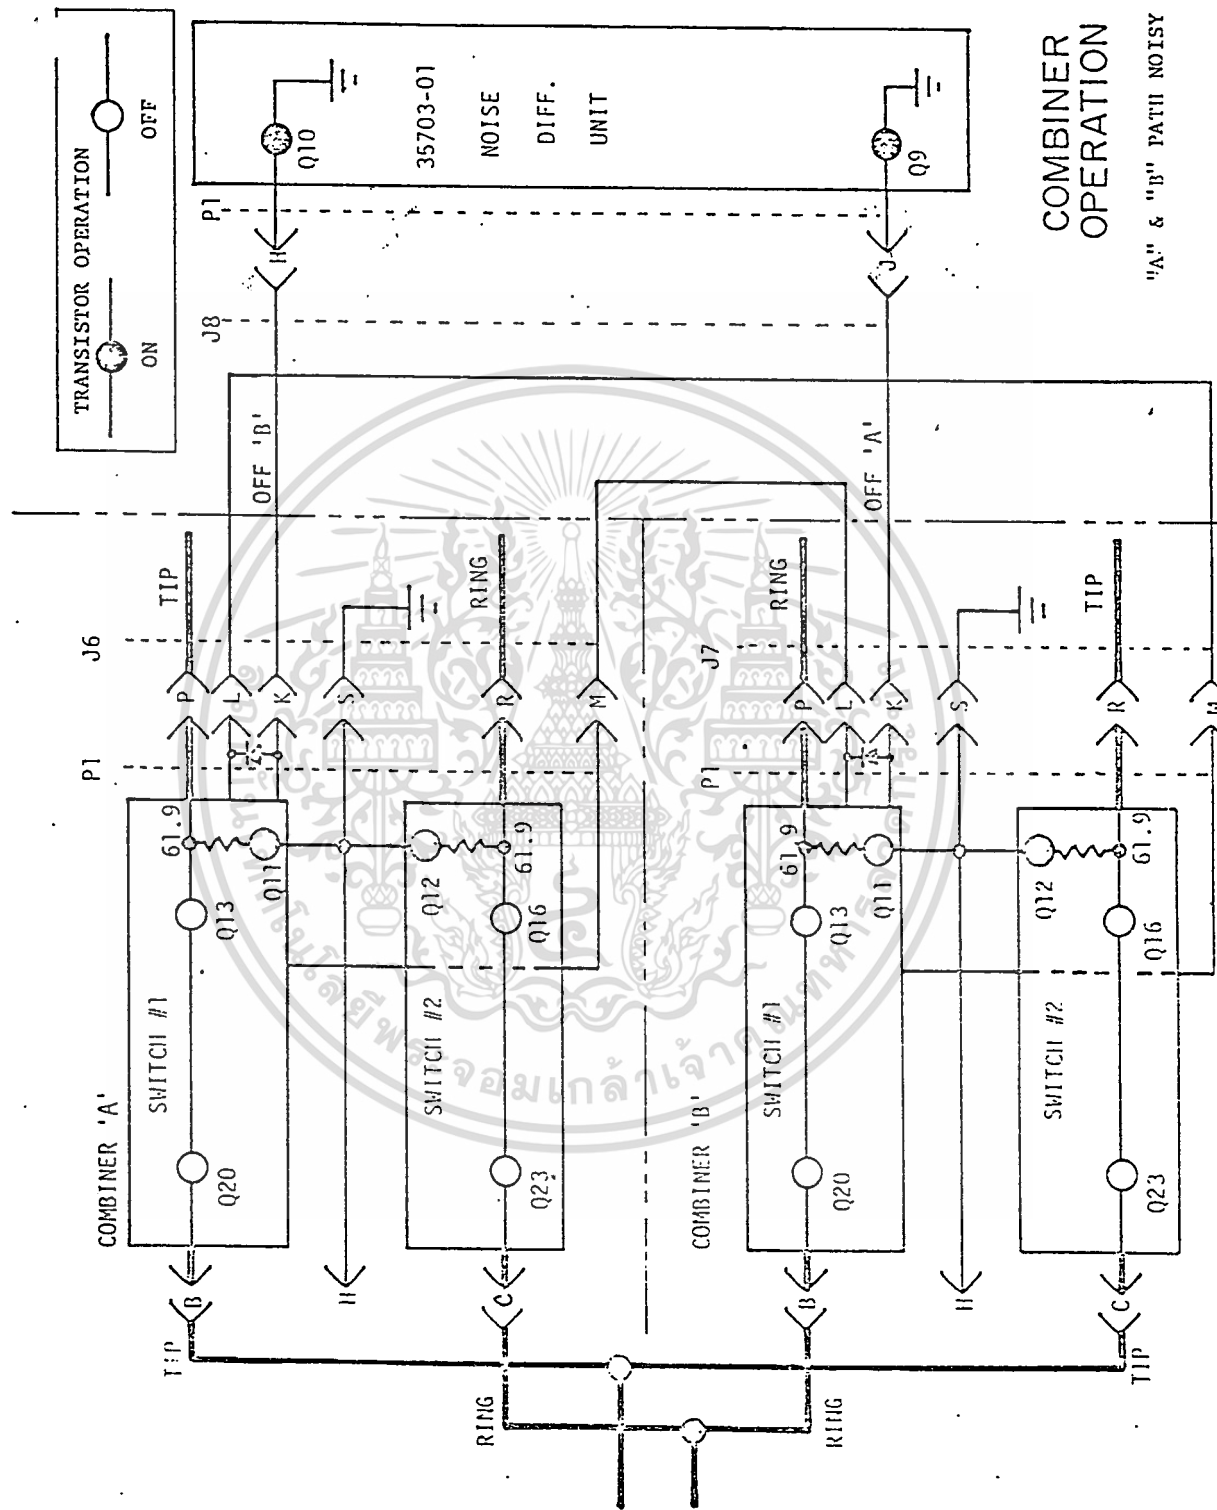 TRANSISTOR OPERATION
ON
OFF
COMBINER 'A'
SWITCH #1
Q20
Q13
61.9
Q11
SWITCH #2
Q23
Q16
Q12
61.9
TIP
B
H
C
RING
P1
J6
P
L
K
S
R
M
TIP
RING
OFF 'B'
OFF 'A'
J8
P1
H
J
Q10
35703-01
NOISE
DIFF.
UNIT
Q9
COMBINER 'B'
SWITCH #1
Q20
Q13
61.9
Q11
SWITCH #2
Q23
Q16
Q12
61.9
RING
B
H
C
TIP
P1
J7
P
L
K
S
R
M
RING
TIP
COMBINER
OPERATION
"A" & "B" PATH NOISY